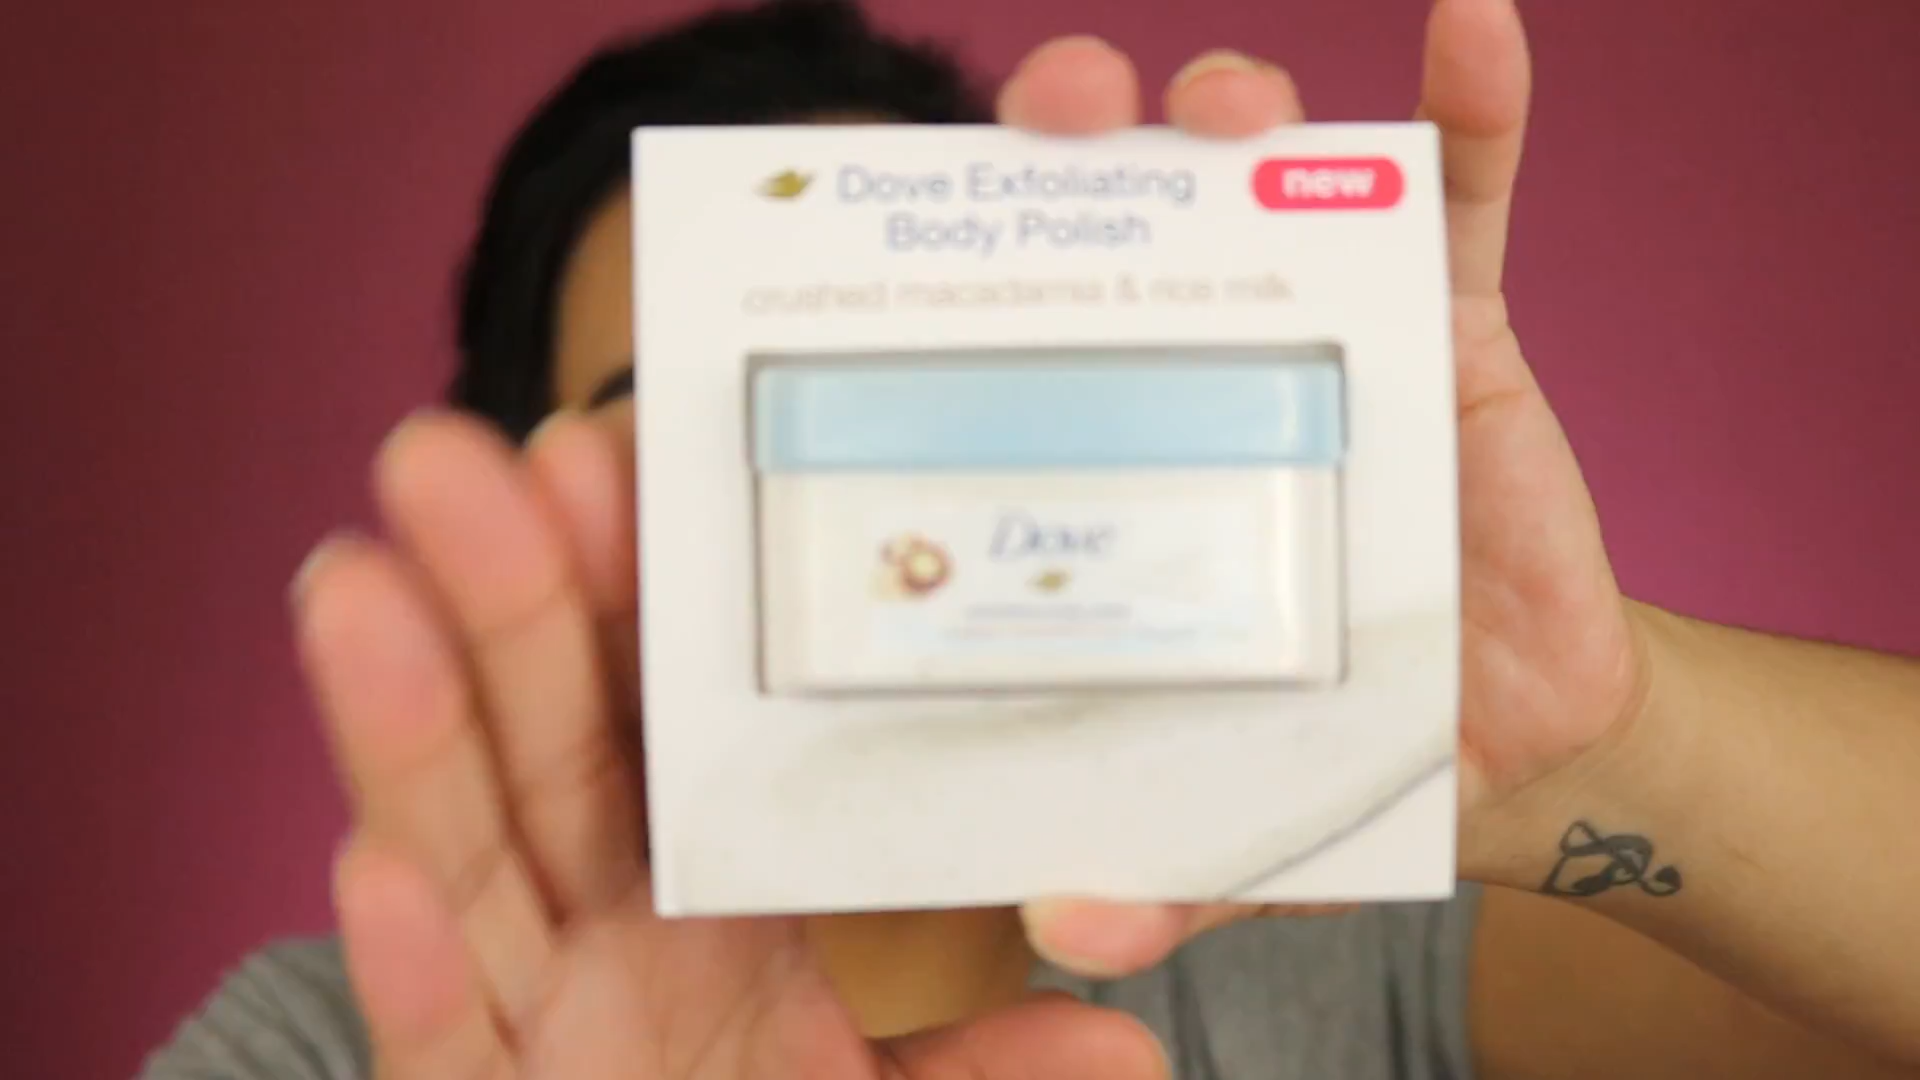 Dove Exfoliating
new
Body Polish
crushed macadamia & rice milk
Dove